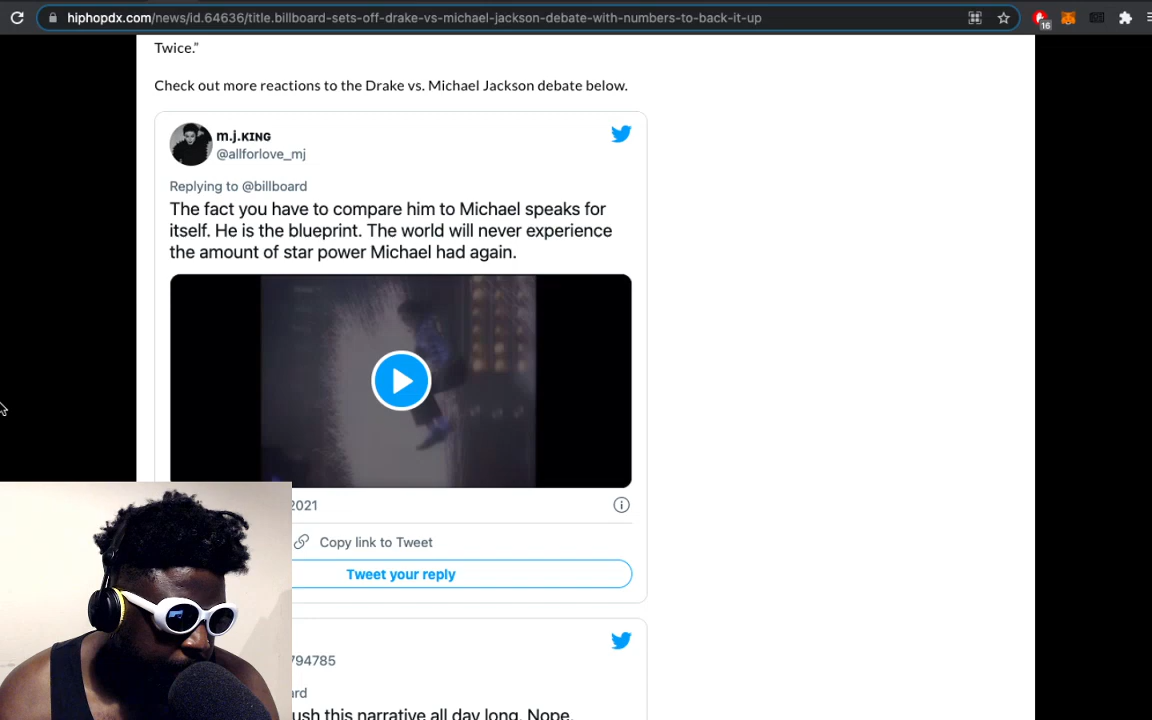 hiphopdx.com/news/id.64636/title.billboard-sets-off-drake-vs-michael-jackson-debate-with-numbers-to-back-it-up
16
Twice."
Check out more reactions to the Drake vs. Michael Jackson debate below.
m.j.KING
@allforlove_mj
Replying to @billboard
The fact you have to compare him to Michael speaks for
itself. He is the blueprint. The world will never experience
the amount of star power Michael had again.
2021
Copy link to Tweet
Tweet your reply
794785
ush this narrative all day long. Nope.